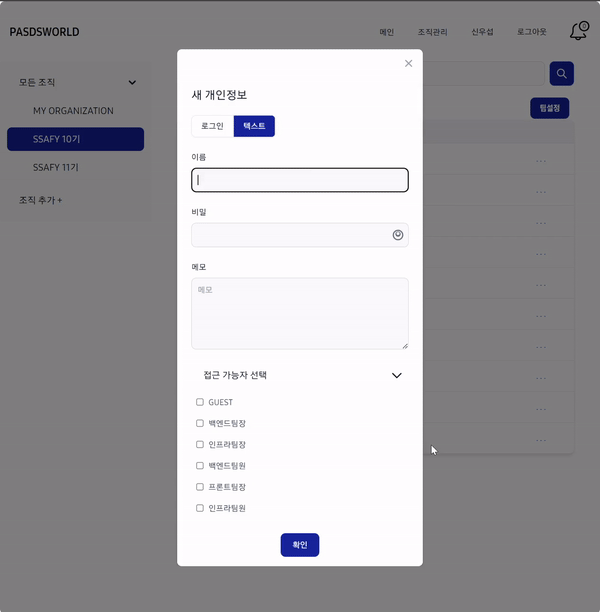 PASDSWORLD
메인 조직관리 신우섭 로그아웃 0
모든 조직
MY ORGANIZATION
SSAFY 10기
SSAFY 11기
조직 추가 +
팀설정
새 개인정보
로그인 텍스트
이름
비밀
메모
메모
접근 가능자 선택
GUEST
백엔드팀장
인프라팀장
백엔드팀원
프론트팀장
인프라팀원
확인